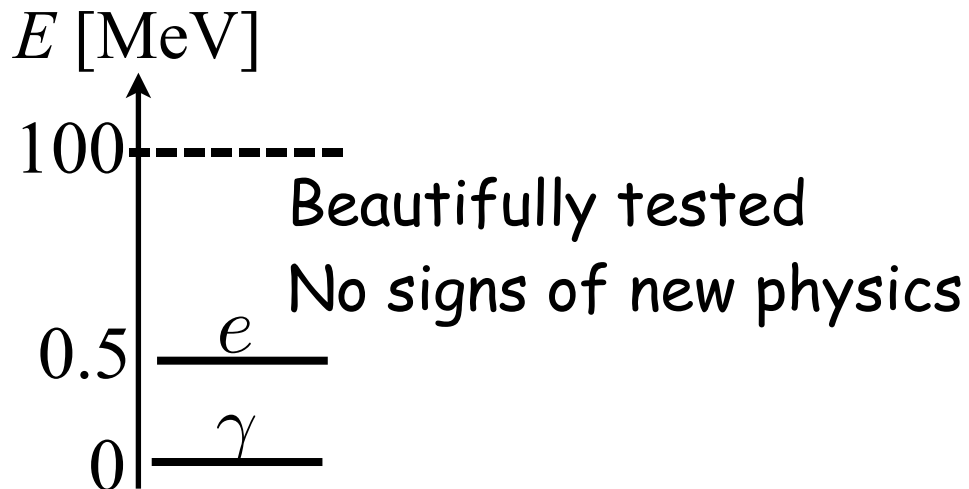 E [MeV]
100
Beautifully tested
No signs of new physics
e
0.5
γ
0